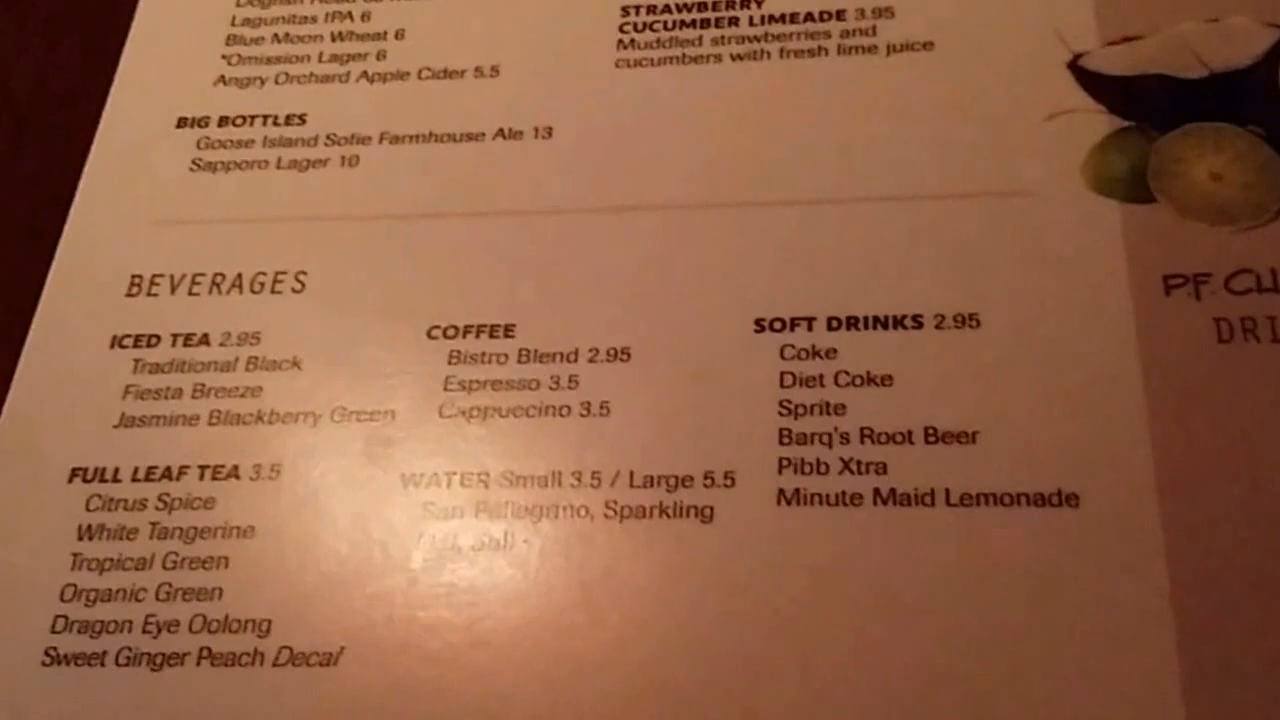 Lagunitas IPA 6
Blue Moon Wheat 6
*Omission Lager 6
Angry Orchard Apple Cider 5.5
BIG BOTTLES
Goose Island Sofie Farmhouse Ale 13
Sapporo Lager 10
STRAWBERRY
CUCUMBER LIMEADE 3.95
Muddled strawberries and
cucumbers with fresh lime juice
BEVERAGES
ICED TEA 2.95
Traditional Black
Fiesta Breeze
Jasmine Blackberry Green
FULL LEAF TEA 3.5
Citrus Spice
White Tangerine
Tropical Green
Organic Green
Dragon Eye Oolong
Sweet Ginger Peach Decaf
COFFEE
Bistro Blend 2.95
Espresso 3.5
Cappuccino 3.5
WATER Small 3.5 / Large 5.5
San Pellegrino, Sparkling
SOFT DRINKS 2.95
Coke
Diet Coke
Sprite
Barq's Root Beer
Pibb Xtra
Minute Maid Lemonade
P.F. CH
DRI